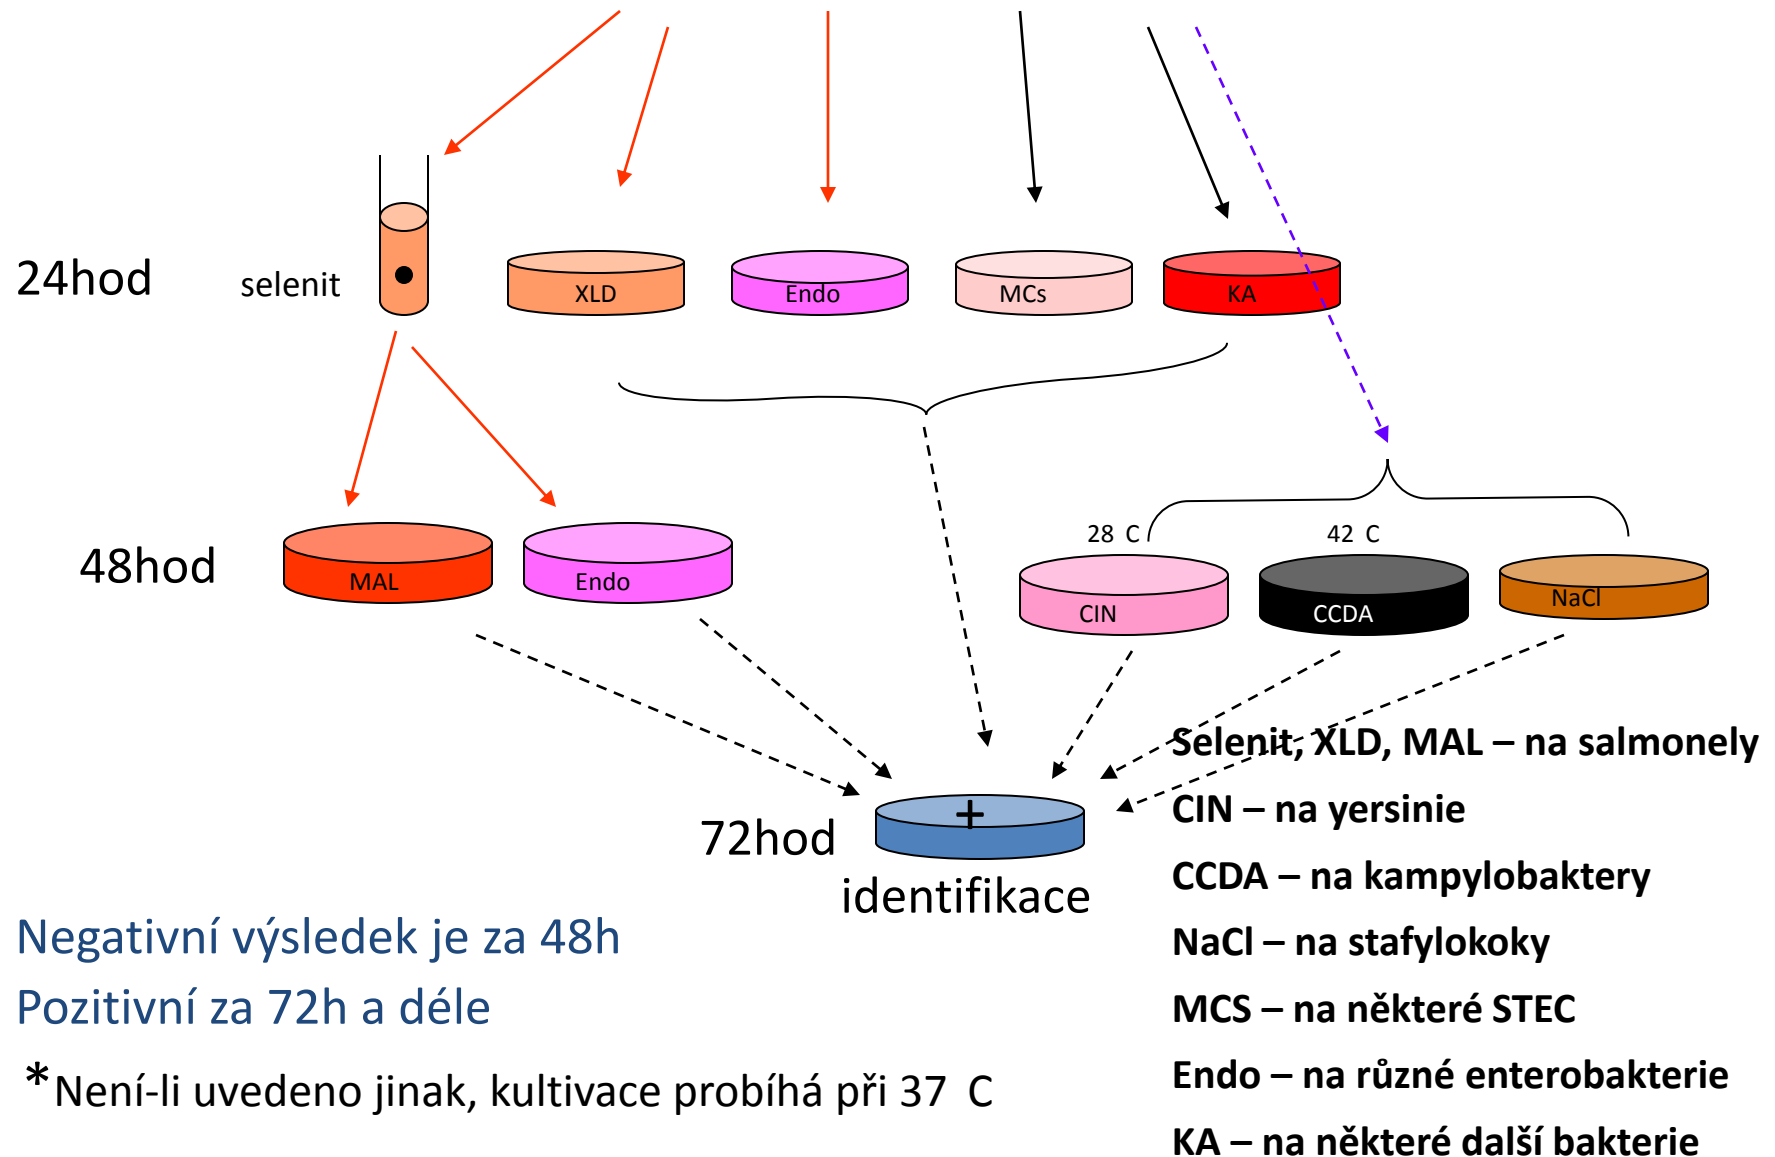 24hod
selenit
XLD
Endo
MCs
KA
28 C
42 C
48hod
MAL
Endo
CIN
CCDA
NaCl
72hod
+
identifikace
Selenit, XLD, MAL – na salmonely
CIN – na yersinie
CCDA – na kampylobaktery
NaCl – na stafylokoky
MCS – na některé STEC
Endo – na různé enterobakterie
KA – na některé další bakterie
Negativní výsledek je za 48h
Pozitivní za 72h a déle
*Není-li uvedeno jinak, kultivace probíhá při 37 C